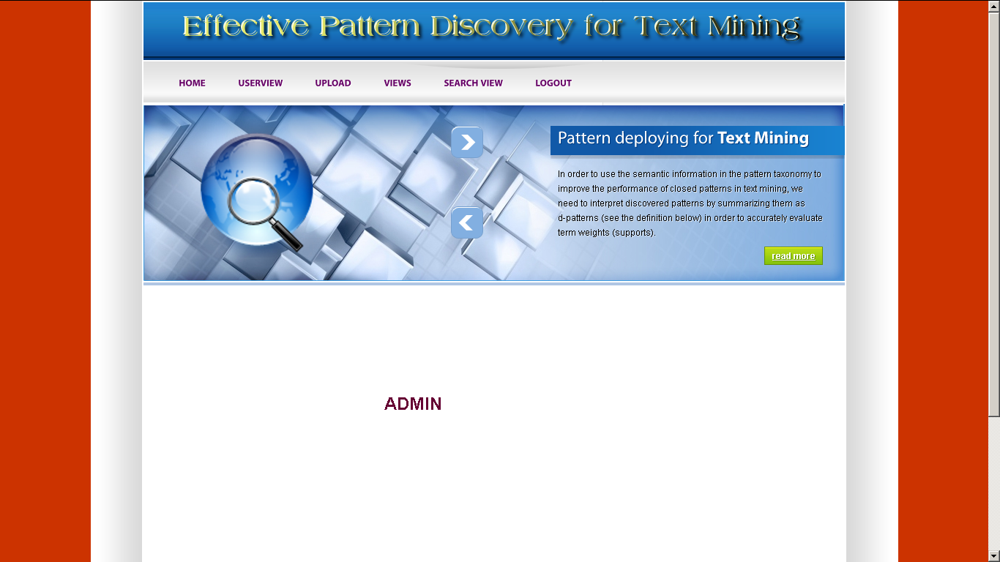 Effective Pattern Discovery for Text Mining
HOME USERVIEW UPLOAD VIEWS SEARCH VIEW LOGOUT
Pattern deploying for Text Mining
In order to use the semantic information in the pattern taxonomy to
improve the performance of closed patterns in text mining, we
need to interpret discovered patterns by summarizing them as
d-patterns (see the definition below) in order to accurately evaluate
term weights (supports).
read more
ADMIN